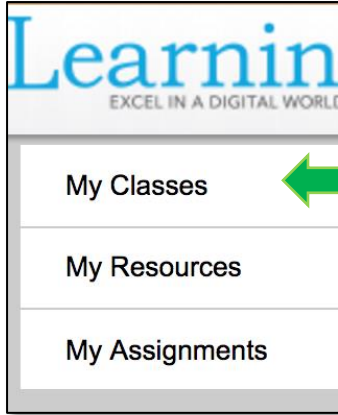 Learnin
EXCEL IN A DIGITAL WORLD
My Classes
My Resources
My Assignments